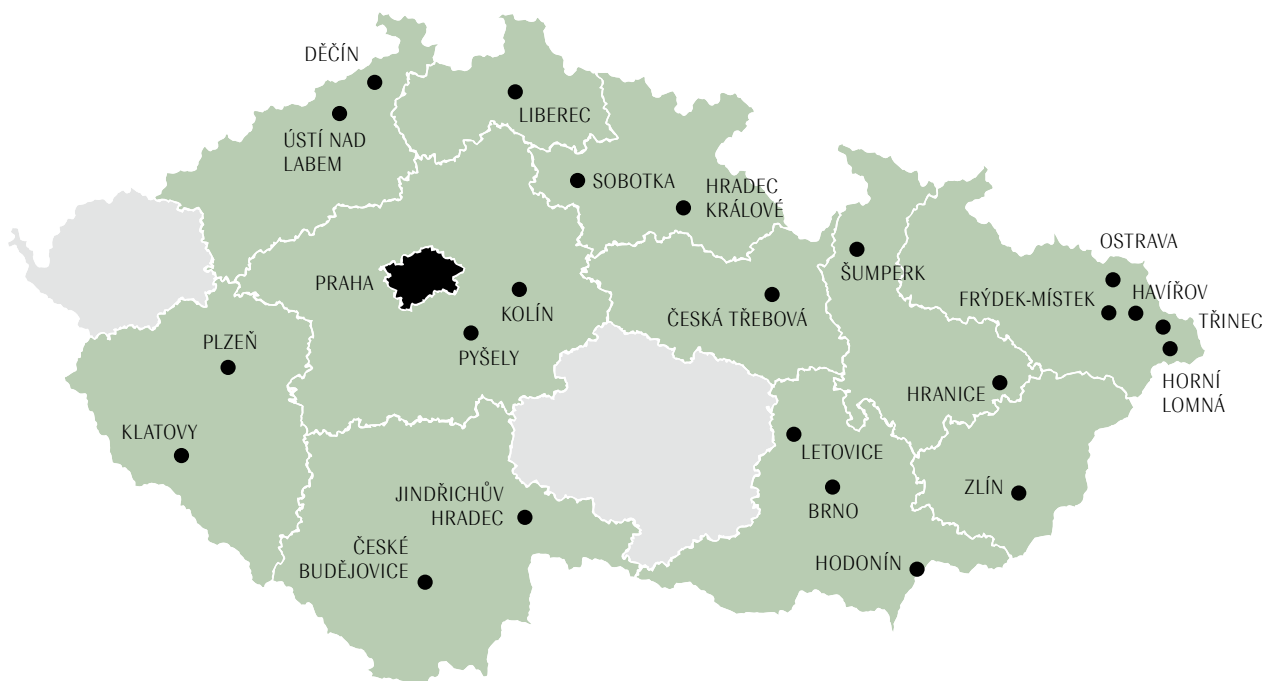 DĚČÍN
LIBEREC
ÚSTÍ NAD
LABEM
SOBOTKA
HRADEC
KRÁLOVÉ
OSTRAVA
ŠUMPERK
PRAHA
FRÝDEK-MÍSTEK
HAVÍŘOV
KOLÍN
ČESKÁ TŘEBOVÁ
TŘINEC
PLZEŇ
PYŠELY
HRANICE
HORNÍ
LOMNÁ
KLATOVY
LETOVICE
ZLÍN
JINDŘICHŮV
HRADEC
BRNO
ČESKÉ
BUDĚJOVICE
HODONÍN